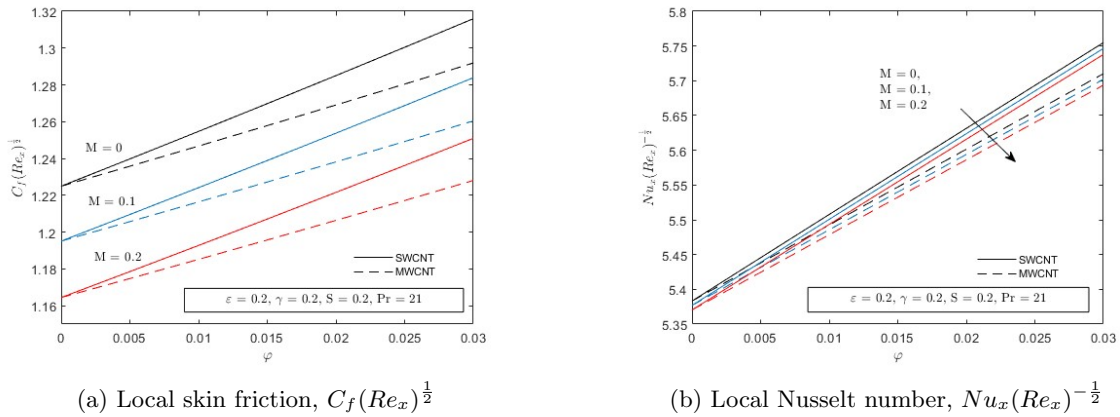 1.32
1.3
1.28
1.26
1.24
1.22
1.2
1.18
1.16
C_f(Re_x)^{1/2}
M = 0
M = 0.1
M = 0.2
SWCNT
MWCNT
ε = 0.2, γ = 0.2, S = 0.2, Pr = 21
0 0.005 0.01 0.015 0.02 0.025 0.03
φ
(a) Local skin friction, C_f(Re_x)^{1/2}
5.8
5.75
5.7
5.65
5.6
5.55
5.5
5.45
5.4
5.35
Nu_x(Re_x)^{-1/2}
M = 0,
M = 0.1,
M = 0.2
SWCNT
MWCNT
ε = 0.2, γ = 0.2, S = 0.2, Pr = 21
0 0.005 0.01 0.015 0.02 0.025 0.03
φ
(b) Local Nusselt number, Nu_x(Re_x)^{-1/2}